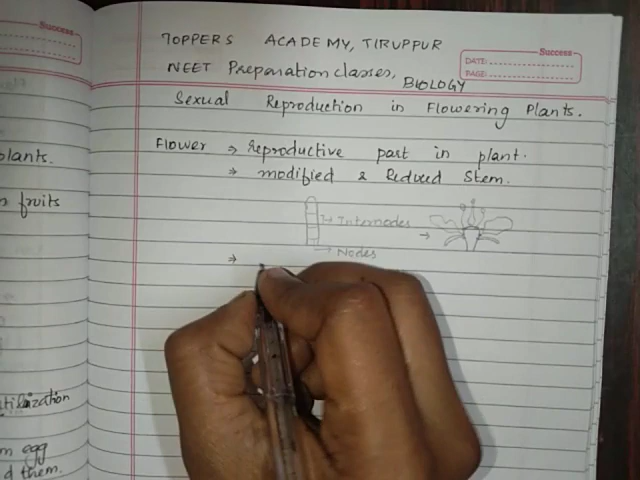 Success
TOPPERS ACADEMY, TIRUPPUR
NEET Preparation classes, BIOLOGY
Success
DATE:
PAGE:
Sexual Reproduction in Flowering Plants.
Flower → Reproductive part in plant.
→ modified & Reduced Stem.
→ Internodes
→
→ Nodes
→
plants.
fruits
egg
d them.